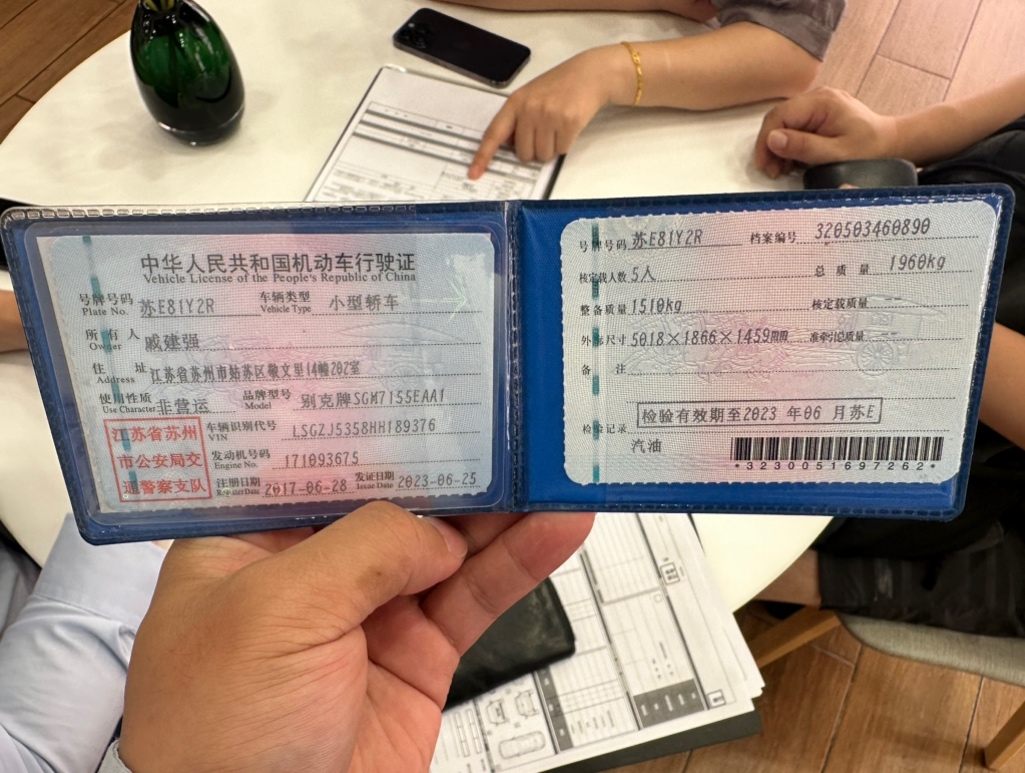 中华人民共和国机动车行驶证
Vehicle License of the People's Republic of China
号牌号码 Plate No. 苏E81Y2R 车辆类型 Vehicle Type 小型轿车
所有人 Owner 戚建强
住址 Address 江苏省苏州市姑苏区敬文里14幢202室
使用性质 Use Character 非营运 品牌型号 Model 别克牌SGM7155EAA1
江苏省苏州
市公安局交
通警察支队
车辆识别代号 VIN LSGZJ5358HH189376
发动机号码 Engine No. 171093675
注册日期 Register Date 2017-06-28 发证日期 Issue Date 2023-06-25
号牌号码 苏E81Y2R 档案编号 320503460890
核定载人数 5人 总质量 1960kg
整备质量 1510kg 核定载质量
外廓尺寸 5018×1866×1459mm 准牵引总质量
备注
检验有效期至2023年06月苏E
检验记录
汽油
*3230051697262*